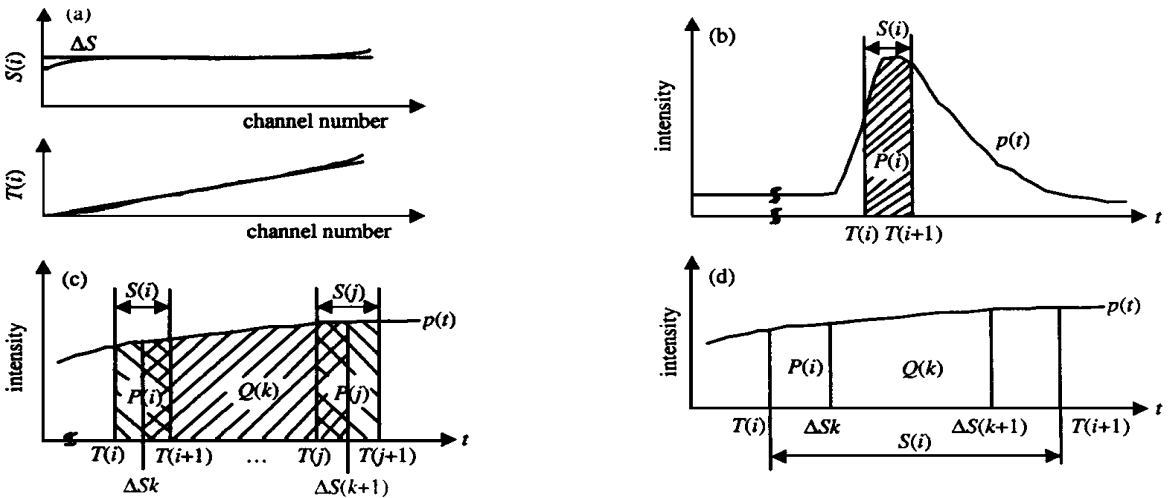 (a)
ΔS
S(i)
channel number
T(i)
channel number
(b)
S(i)
intensity
P(i)
p(t)
t
T(i) T(i+1)
(c)
S(i)
S(j)
p(t)
intensity
P(i)
Q(k)
P(j)
t
T(i)
T(i+1)
...
T(j)
T(j+1)
ΔSk
ΔS(k+1)
(d)
p(t)
intensity
P(i)
Q(k)
t
T(i)
ΔSk
ΔS(k+1)
T(i+1)
S(i)